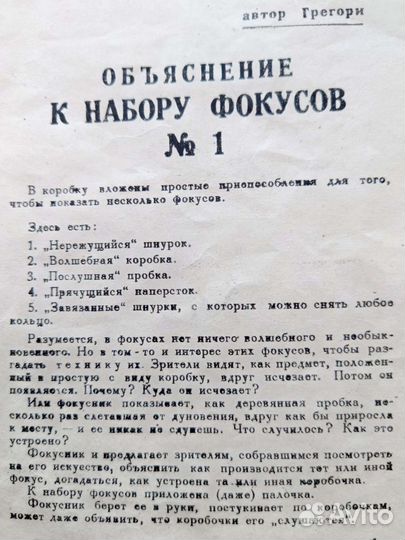 автор Грегори
ОБЪЯСНЕНИЕ
К НАБОРУ ФОКУСОВ
№ 1
В коробку вложены простые приспособления для того,
чтобы показать несколько фокусов.
Здесь есть:
1. „Нережущийся“ шнурок.
2. „Волшебная“ коробка.
3. „Послушная“ пробка.
4. „Прячущийся“ наперсток.
5. „Завязанные“ шнурки, с которых можно снять любое
кольцо.
Разумеется, в фокусах нет ничего волшебного и необык-
новенного. Но в том-то и интерес этих фокусов, чтобы раз-
гадать технику их. Зрители видят, как предмет, положен-
ный в простую с виду коробку, вдруг исчезает. Потом он
появляется. Почему? Куда он исчезает?
Или фокусник показывает, как деревянная пробка, не-
сколько раз слетавшая от дуновения, вдруг как бы приросла
к месту, — и ее никак не сдуешь. Что случилось? Как это
устроено?
Фокусник и предлагает зрителям, собравшимся посмотреть
на его искусство, объяснить как производится тот или иной
фокус, догадаться, как устроена та или иная коробочка.
К набору фокусов приложена (даже) палочка.
Фокусник берет ее в руки, постукивает по коробочкам,
может даже объявить, что коробочки его „слушаются“.
Avito